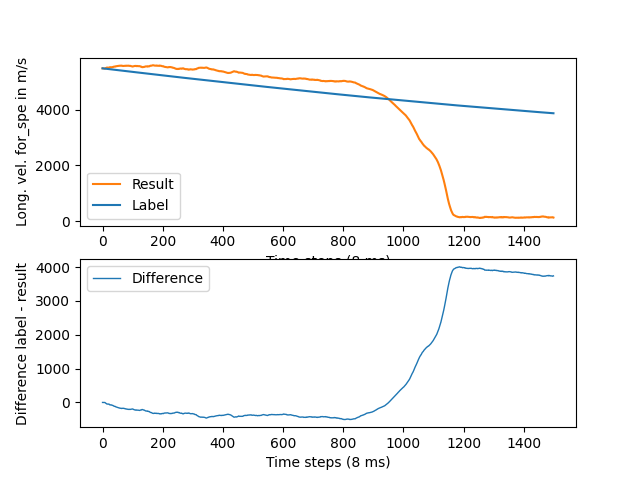 Long. vel. for_spe in m/s
4000
2000
0
Result
Label
0 200 400 600 800 1000 1200 1400
Time steps (8 ms)
Difference label - result
4000
3000
2000
1000
0
Difference
0 200 400 600 800 1000 1200 1400
Time steps (8 ms)